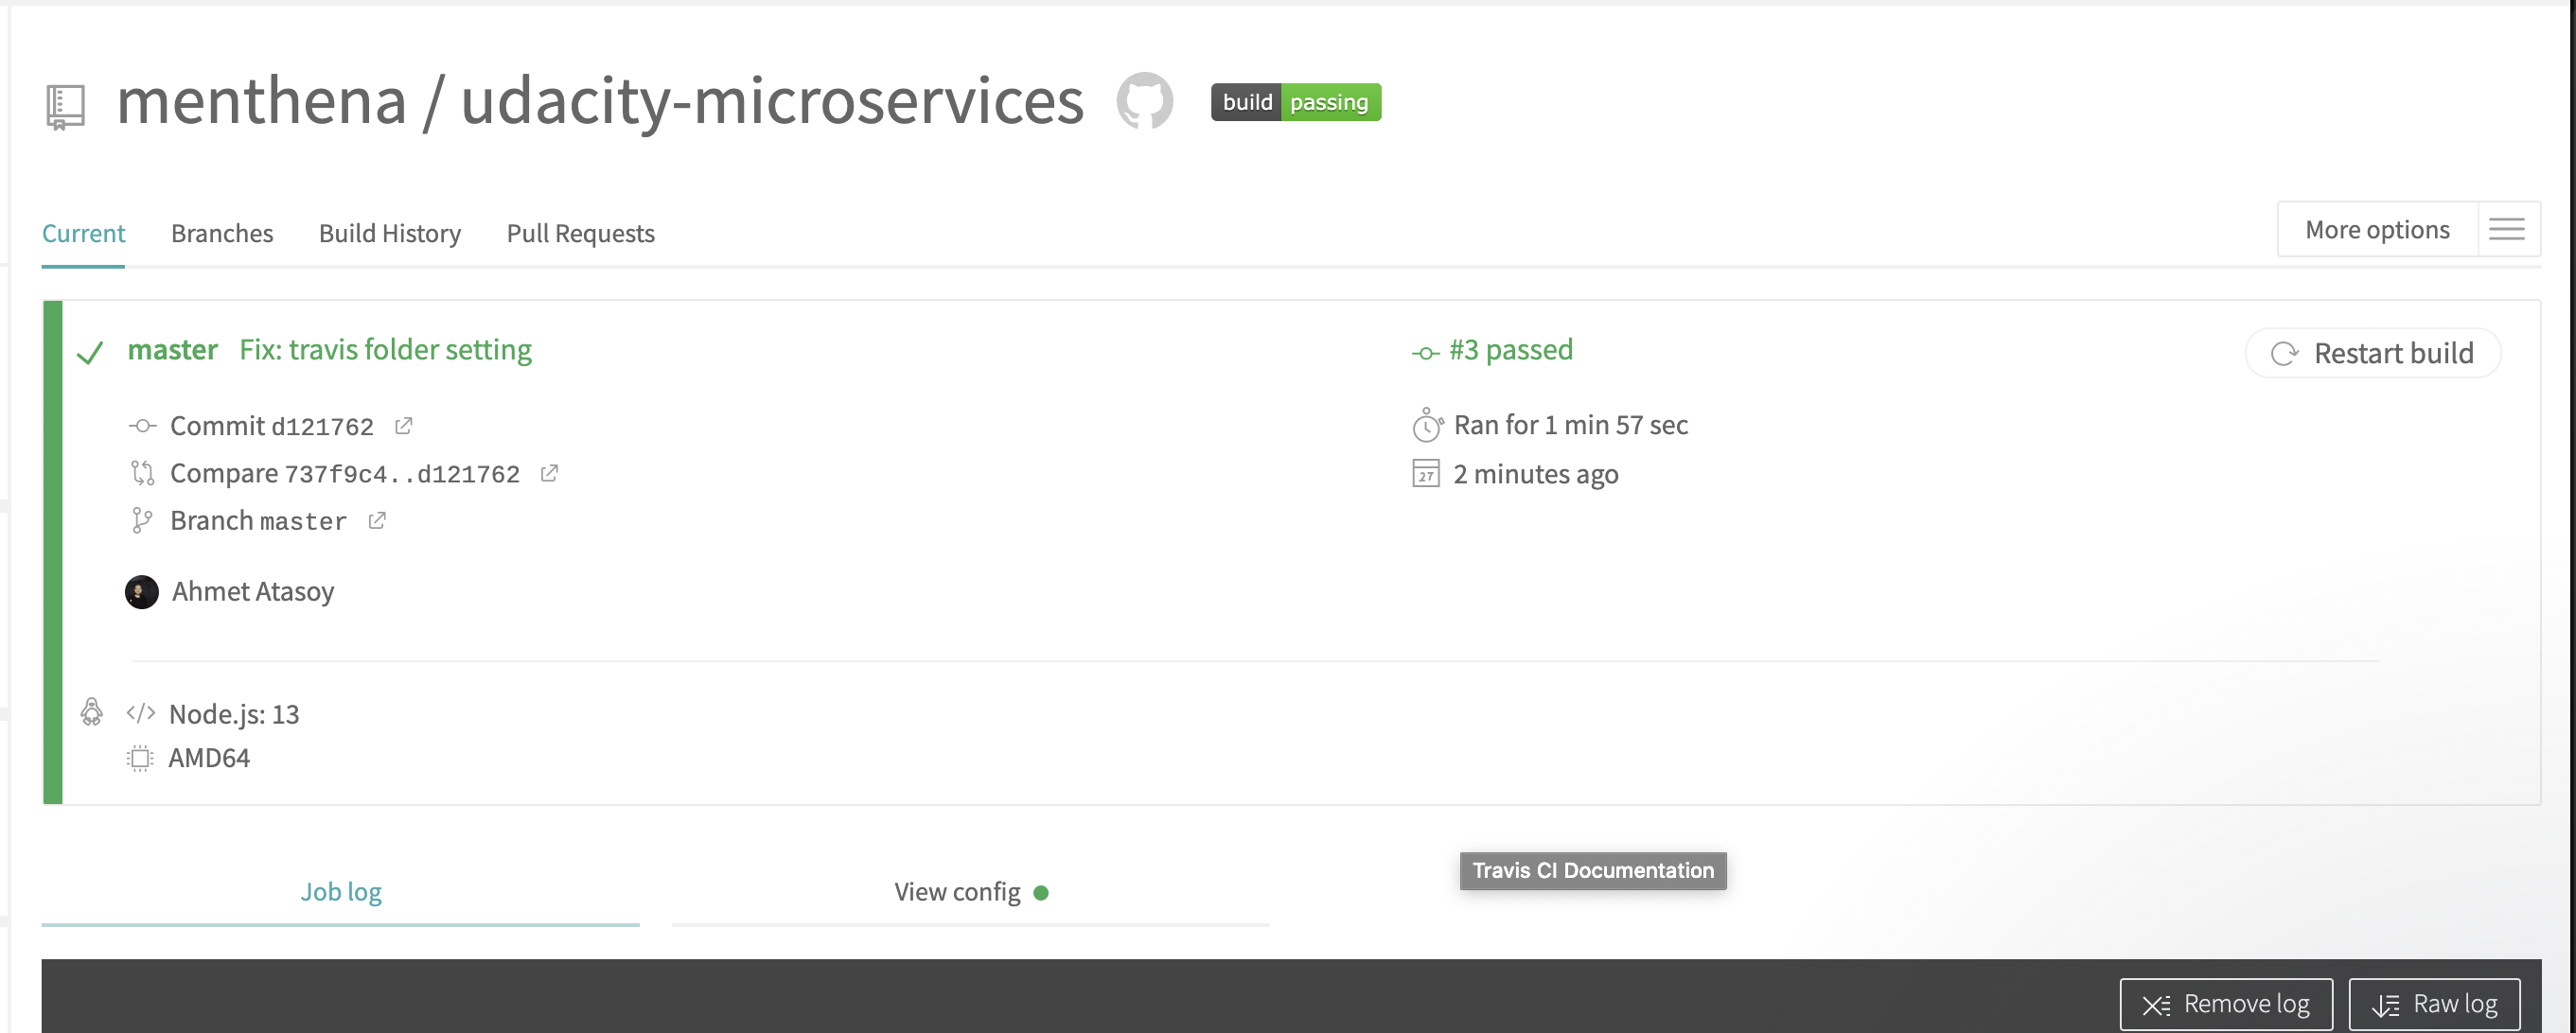 menthena / udacity-microservices
build passing
Current Branches Build History Pull Requests
More options
master Fix: travis folder setting
#3 passed
Restart build
Commit d121762
Ran for 1 min 57 sec
Compare 737f9c4..d121762
27 2 minutes ago
Branch master
Ahmet Atasoy
</> Node.js: 13
AMD64
Job log
View config
Travis CI Documentation
Remove log
Raw log